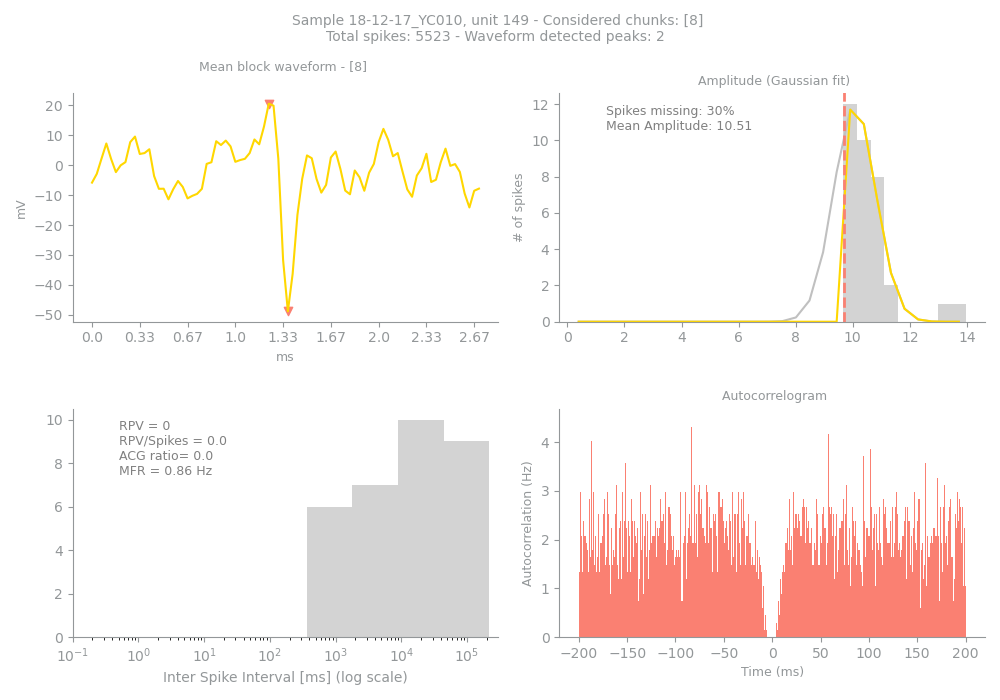 Sample 18-12-17_YC010, unit 149 - Considered chunks: [8]
Total spikes: 5523 - Waveform detected peaks: 2
Mean block waveform - [8]
20
10
0
−10
−20
−30
−40
−50
mV
0.0 0.33 0.67 1.0 1.33 1.67 2.0 2.33 2.67
ms
Amplitude (Gaussian fit)
Spikes missing: 30%
Mean Amplitude: 10.51
12
10
8
6
4
2
0
# of spikes
0 2 4 6 8 10 12 14
RPV = 0
RPV/Spikes = 0.0
ACG ratio= 0.0
MFR = 0.86 Hz
10
8
6
4
2
0
10⁻¹ 10⁰ 10¹ 10² 10³ 10⁴ 10⁵
Inter Spike Interval [ms] (log scale)
Autocorrelogram
4
3
2
1
0
Autocorrelation (Hz)
−200 −150 −100 −50 0 50 100 150 200
Time (ms)